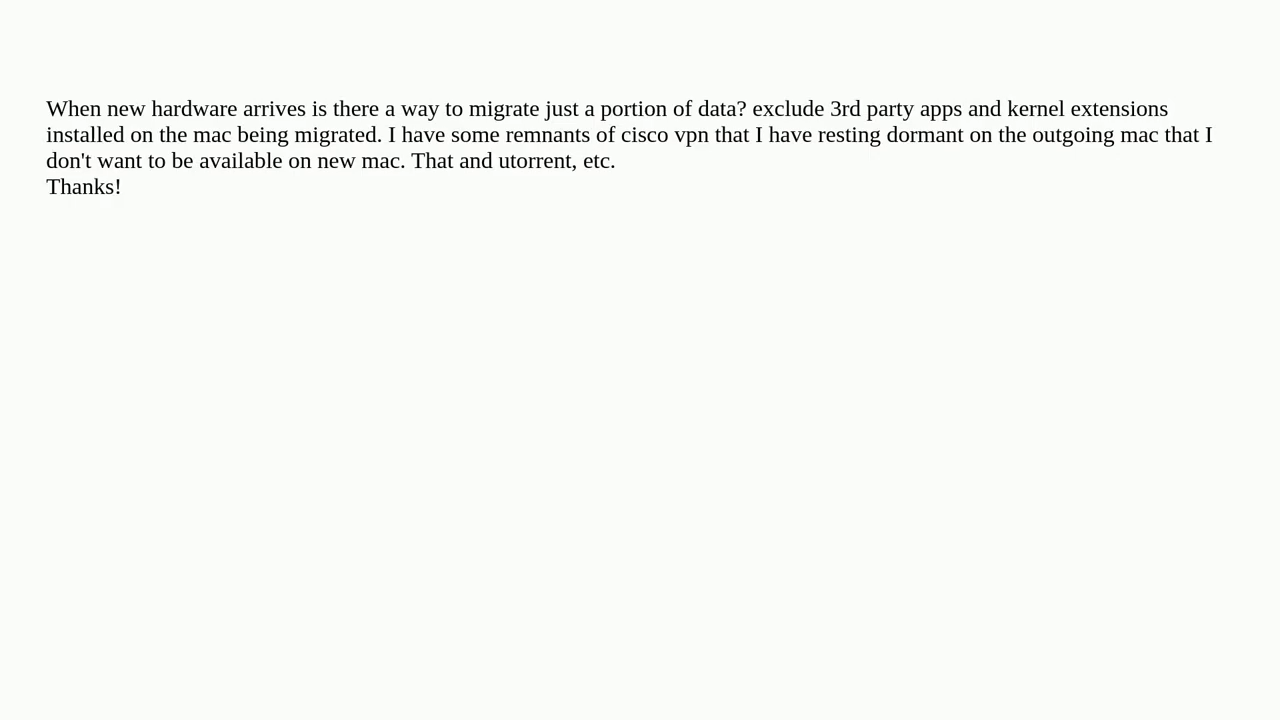 When new hardware arrives is there a way to migrate just a portion of data? exclude 3rd party apps and kernel extensions
installed on the mac being migrated. I have some remnants of cisco vpn that I have resting dormant on the outgoing mac that I
don't want to be available on new mac. That and utorrent, etc.
Thanks!